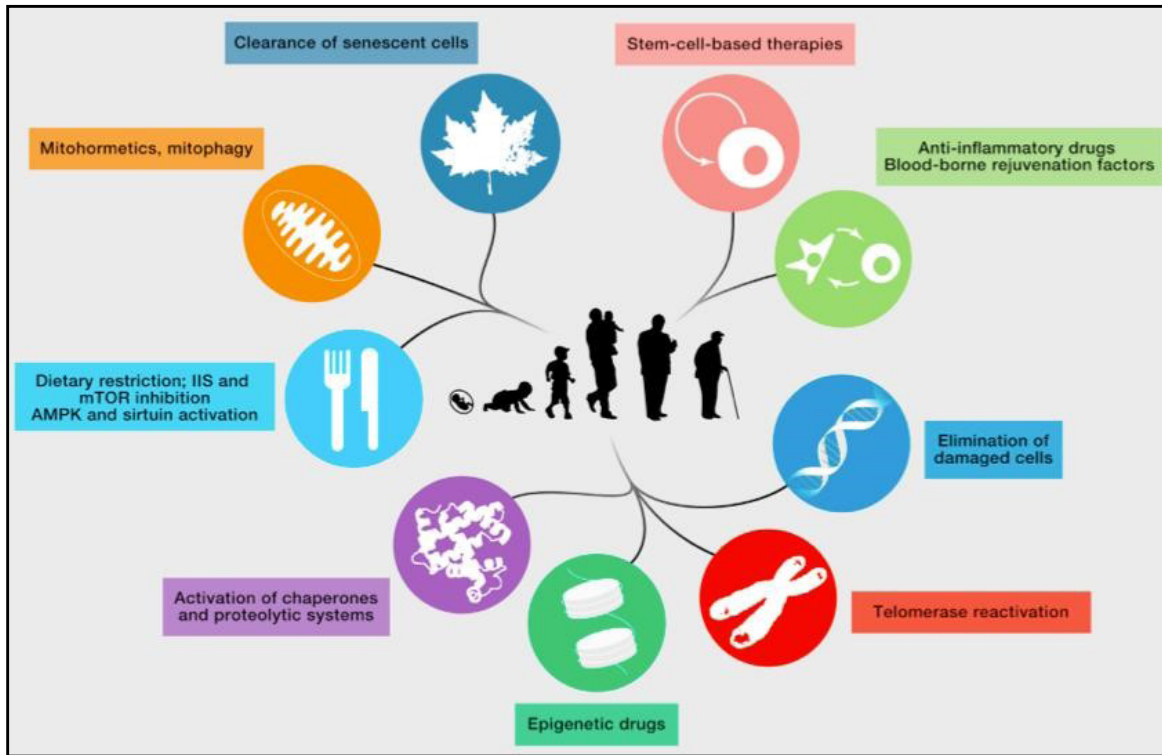 Clearance of senescent cells
Stem-cell-based therapies
Mitohormetics, mitophagy
Anti-inflammatory drugs
Blood-borne rejuvenation factors
Dietary restriction; IIS and
mTOR inhibition
AMPK and sirtuin activation
Elimination of
damaged cells
Activation of chaperones
and proteolytic systems
Telomerase reactivation
Epigenetic drugs